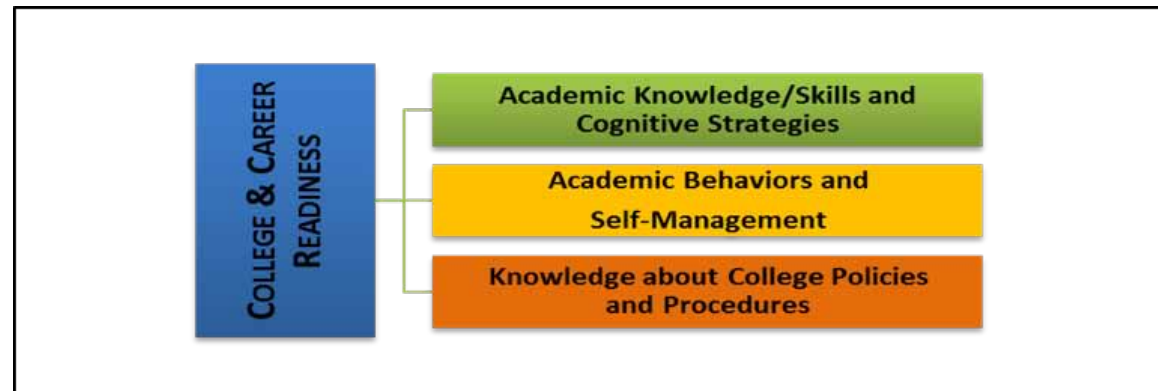 COLLEGE & CAREER
READINESS
Academic Knowledge/Skills and
Cognitive Strategies
Academic Behaviors and
Self-Management
Knowledge about College Policies
and Procedures